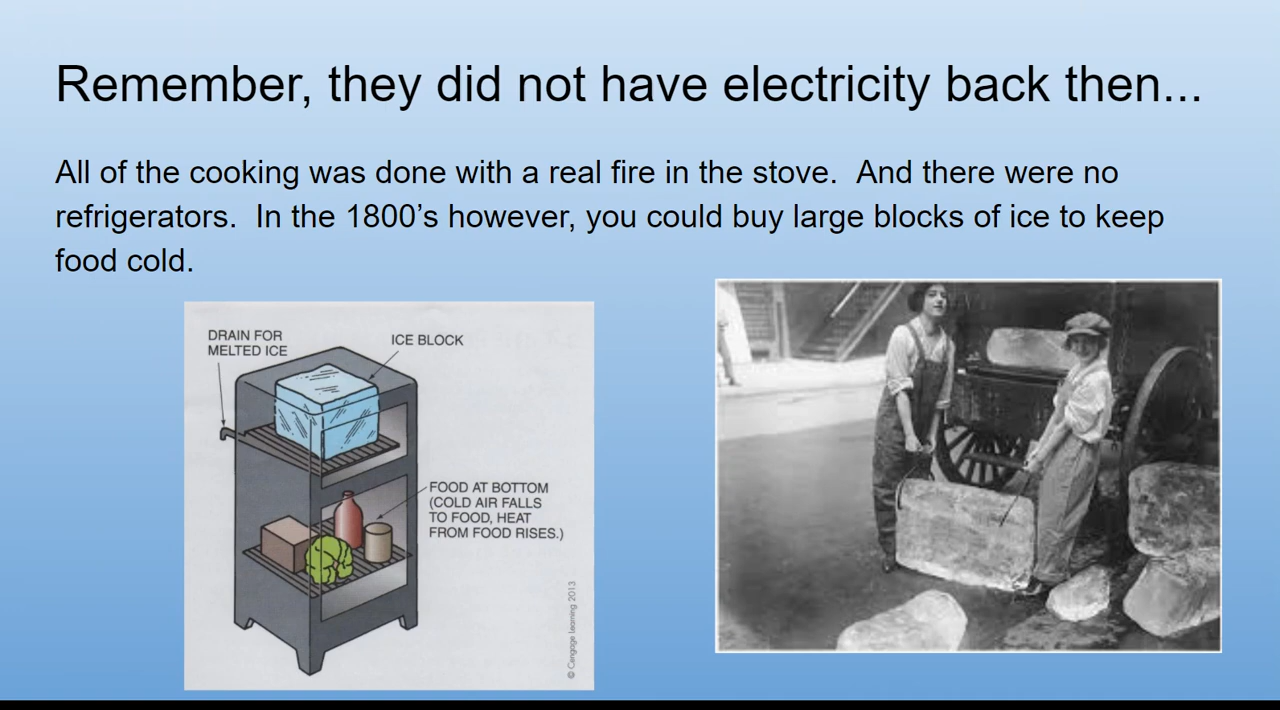 Remember, they did not have electricity back then...
All of the cooking was done with a real fire in the stove.  And there were no
refrigerators.  In the 1800’s however, you could buy large blocks of ice to keep
food cold.
DRAIN FOR
MELTED ICE
ICE BLOCK
FOOD AT BOTTOM
(COLD AIR FALLS
TO FOOD, HEAT
FROM FOOD RISES.)
© Cengage Learning 2013